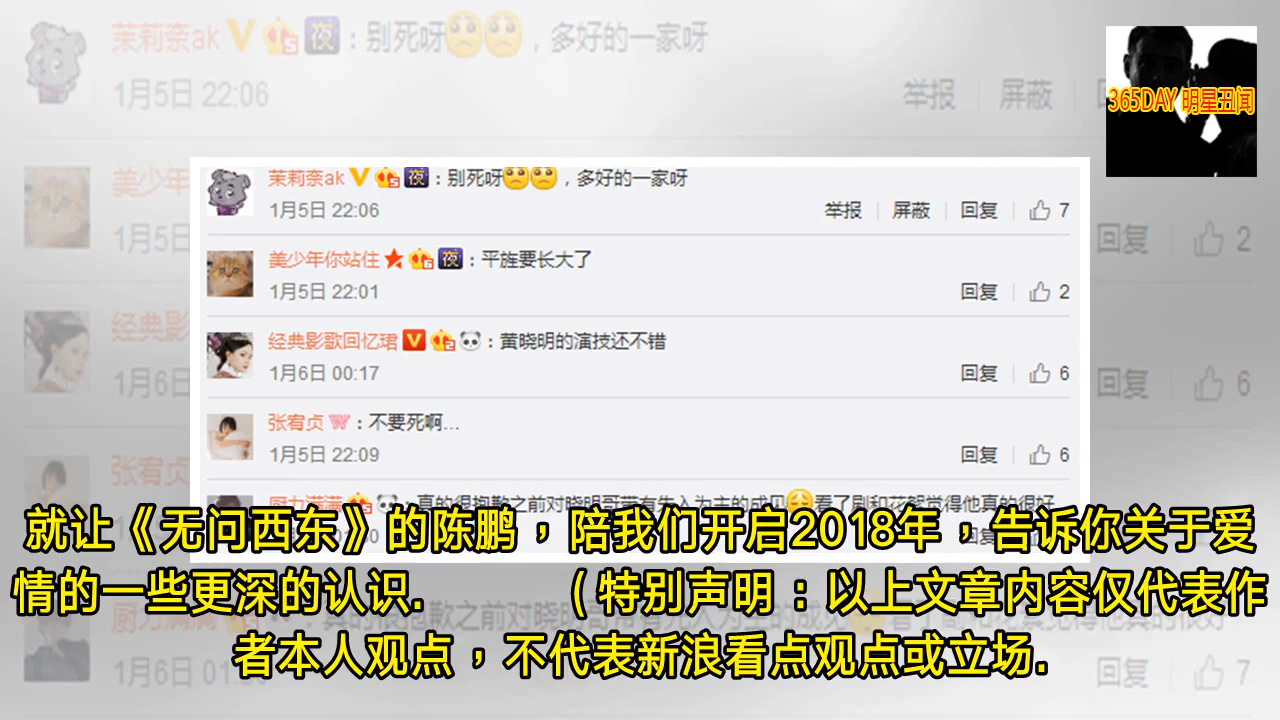 365DAY 明星丑闻
茉莉奈ak V 夜：别死呀，多好的一家呀
1月5日 22:06
举报 屏蔽 回复 7
美少年你站住 夜：平旌要长大了
1月5日 22:01
回复 2
经典影歌回忆珺 V：黄晓明的演技还不错
1月6日 00:17
回复 6
张宥贞 W：不要死啊...
1月5日 22:09
回复 6
就让《无问西东》的陈鹏，陪我们开启2018年，告诉你关于爱
情的一些更深的认识.（特别声明：以上文章内容仅代表作
者本人观点，不代表新浪看点观点或立场.